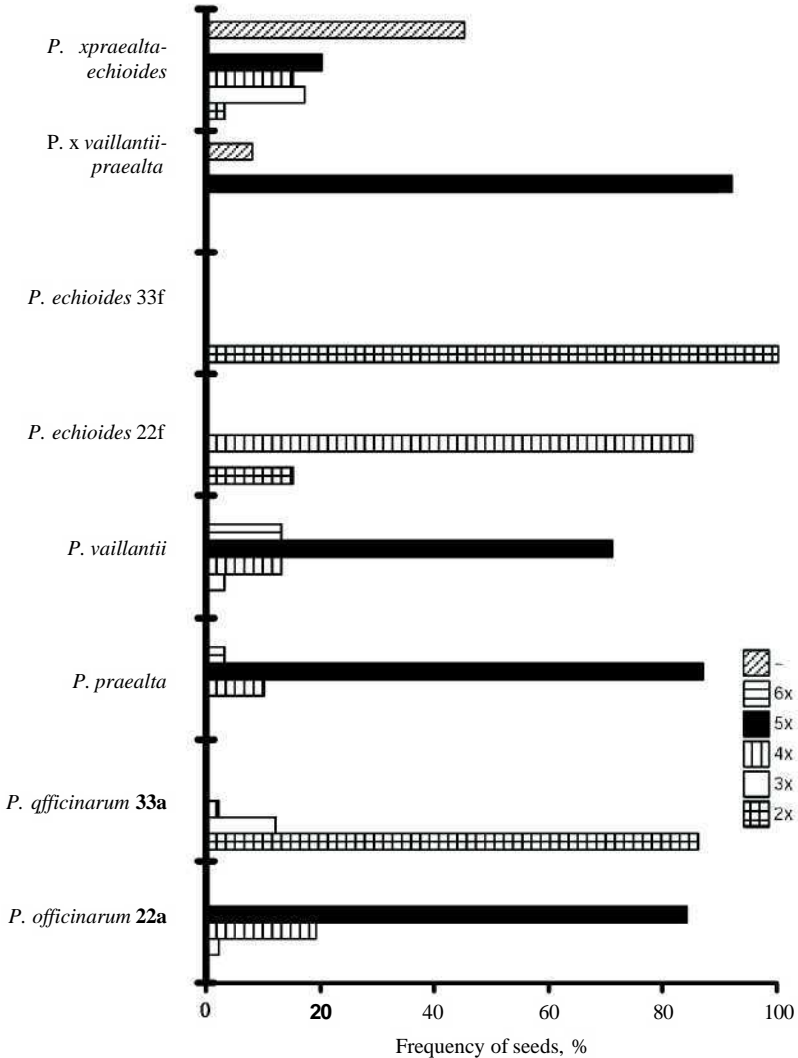 P. xpraealta-
echioides
P. x vaillantii-
praealta
P. echioides 33f
P. echioides 22f
P. vaillantii
P. praealta
P. qfficinarum 33a
P. officinarum 22a
–
6x
5x
4x
3x
2x
0 20 40 60 80 100
Frequency of seeds, %